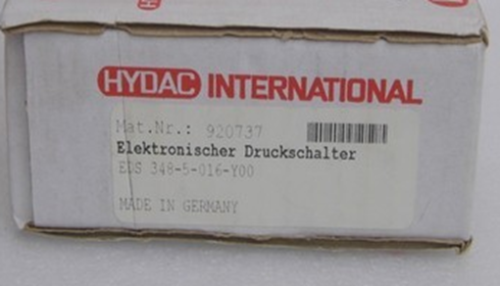 HYDAC INTERNATIONAL
Mat.Nr.: 920737
Elektronischer Druckschalter
EDS 348-5-016-Y00
MADE IN GERMANY